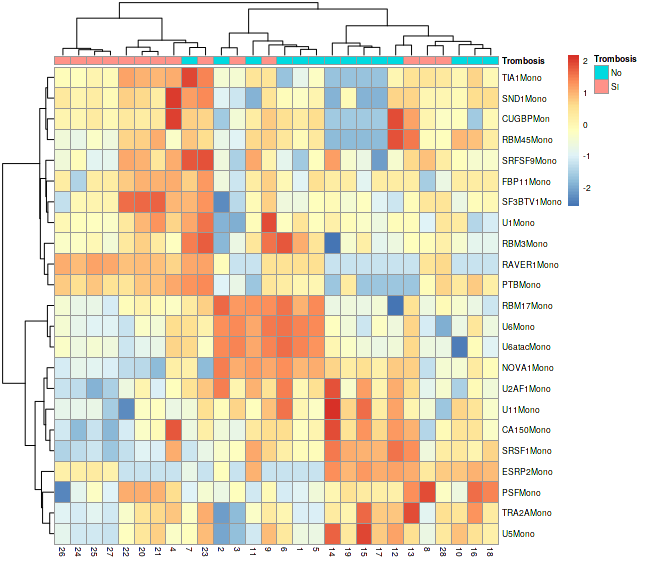 Trombosis
TIA1Mono
SND1Mono
CUGBPMon
RBM45Mono
SRFSF9Mono
FBP11Mono
SF3BTV1Mono
U1Mono
RBM3Mono
RAVER1Mono
PTBMono
RBM17Mono
U6Mono
U6atacMono
NOVA1Mono
U2AF1Mono
U11Mono
CA150Mono
SRSF1Mono
ESRP2Mono
PSFMono
TRA2AMono
U5Mono
26 24 25 27 22 20 21 4 7 23 2 3 11 9 6 1 5 14 19 15 17 12 13 8 28 10 16 18
2
1
0
-1
-2
Trombosis
No
SI